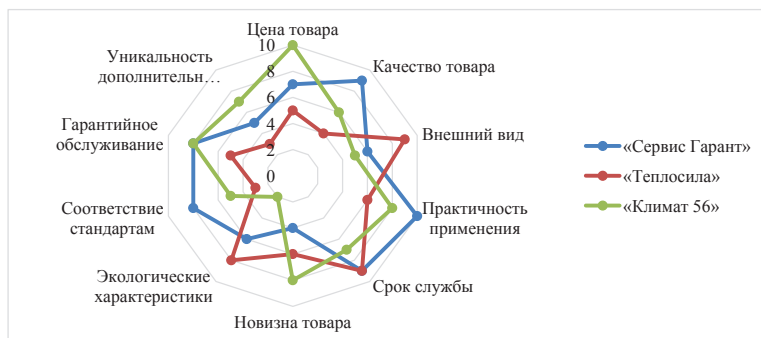 Цена товара
Качество товара
Внешний вид
Практичность
применения
Срок службы
Новизна товара
Экологические
характеристики
Соответствие
стандартам
Гарантийное
обслуживание
Уникальность
дополнительн…
10
8
6
4
2
0
«Сервис Гарант»
«Теплосила»
«Климат 56»